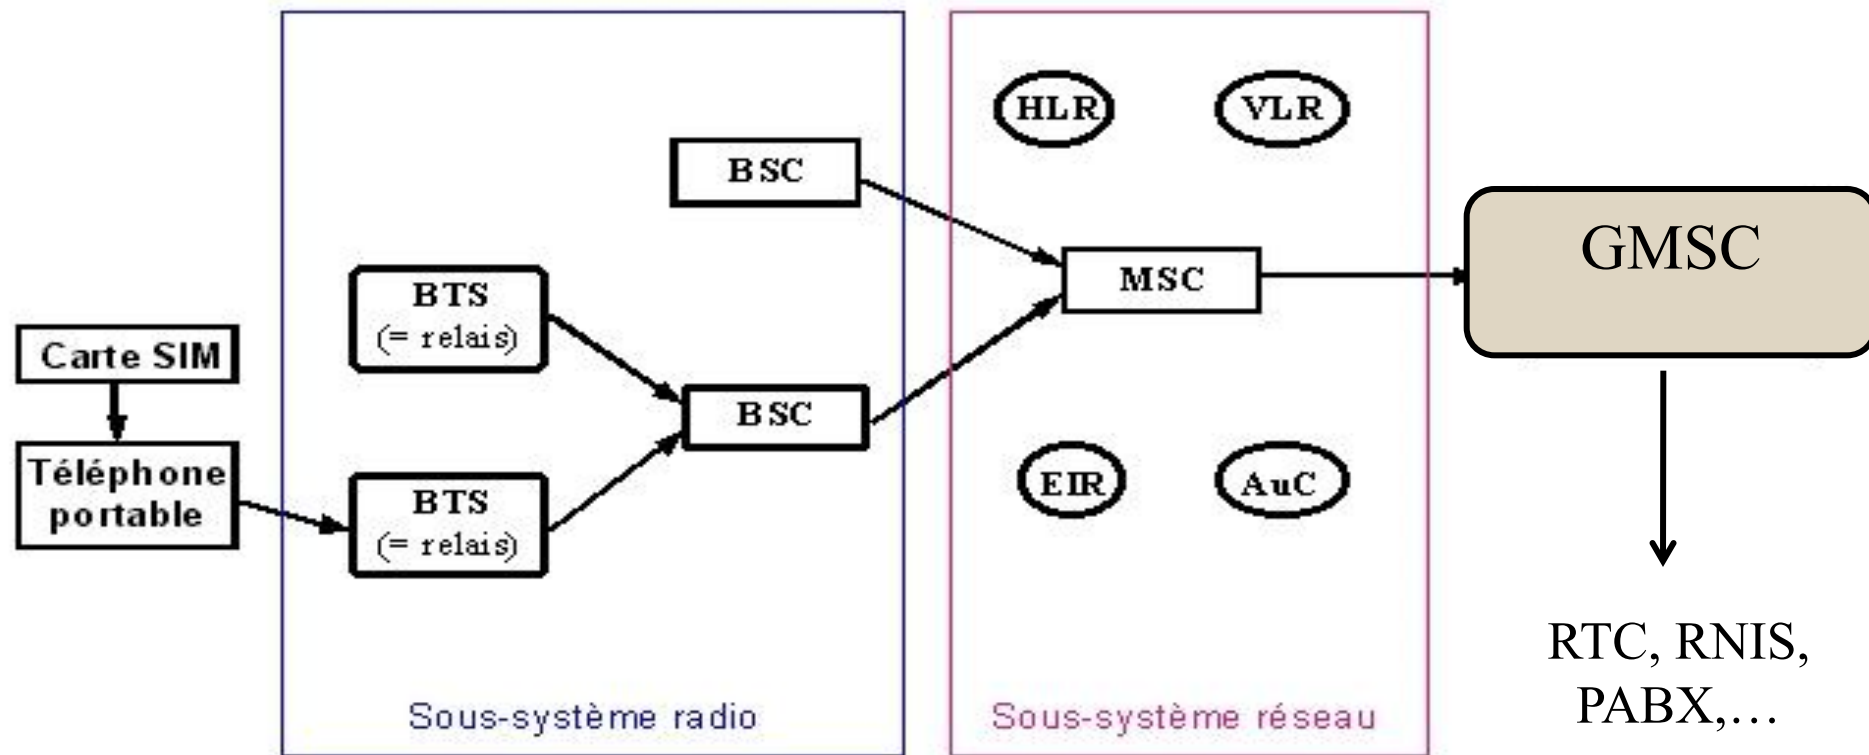 Carte SIM
Téléphone
portable
BTS
(= relais)
BTS
(= relais)
BSC
BSC
Sous-système radio
HLR
VLR
MSC
EIR
AuC
Sous-système réseau
GMSC
RTC, RNIS,
PABX,…